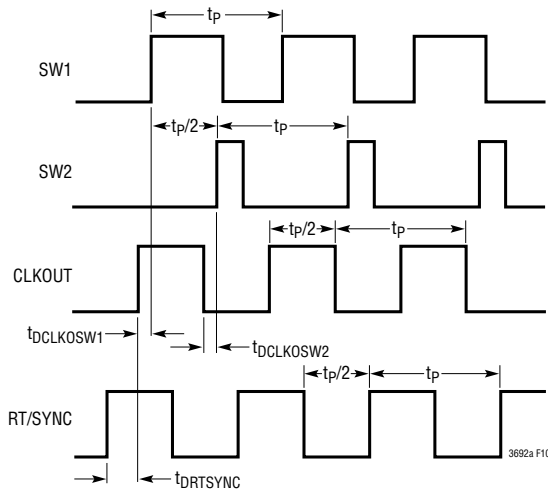 tP
SW1
tP/2
tP
SW2
tP/2
tP
CLKOUT
tDCLKOSW1
tDCLKOSW2
tP/2
tP
RT/SYNC
3692a F10
tDRTSYNC